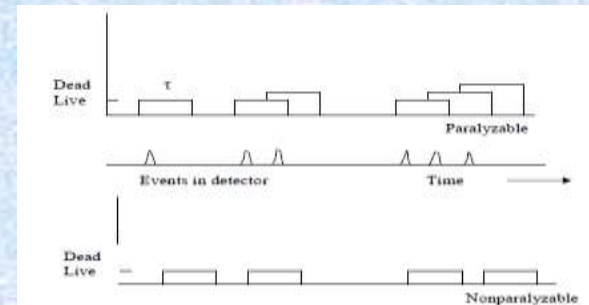 Dead
Live
τ
Paralyzable
Events in detector
Time
Dead
Live
Nonparalyzable